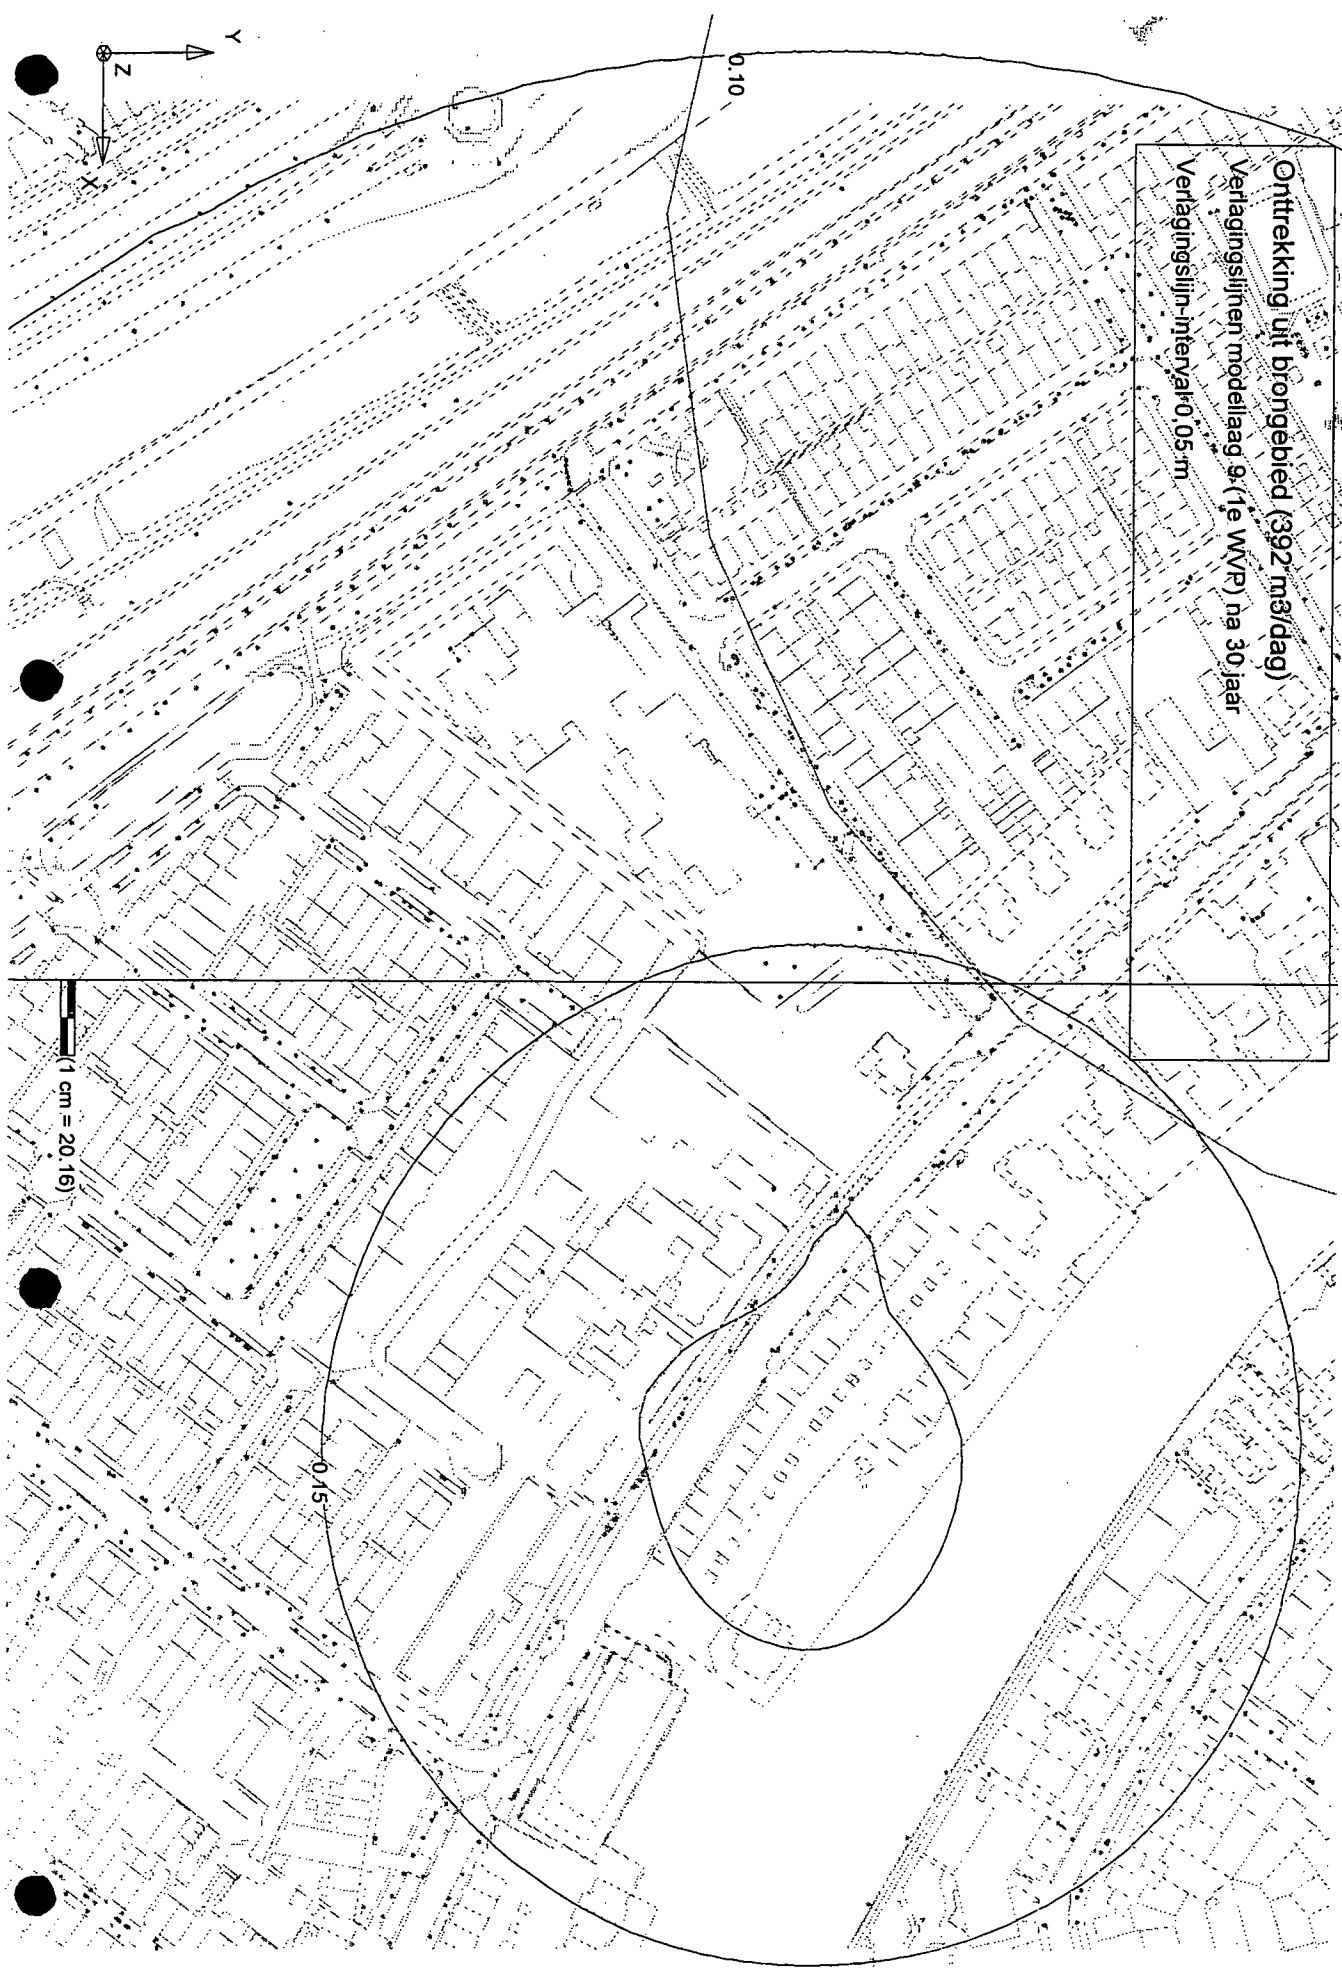 Onttrekking uit brongebied (392 m3/dag)
Verlagingslijnen modellaag 9 (1e WVP) na 30 jaar
Verlagingslijn-interval 0,05 m
0.10
0.15
Y
Z
X
(1 cm = 20.16)